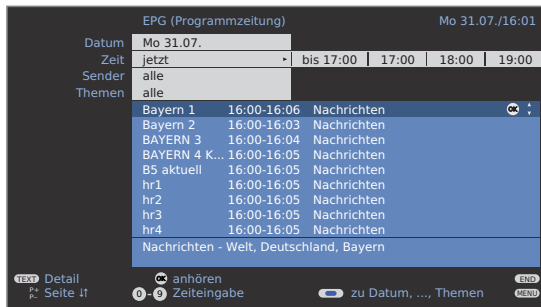 EPG (Programmzeitung) Mo 31.07./16:01
Datum Mo 31.07.
Zeit jetzt bis 17:00 17:00 18:00 19:00
Sender alle
Themen alle
Bayern 1 16:00-16:06 Nachrichten OK
Bayern 2 16:00-16:03 Nachrichten
BAYERN 3 16:00-16:04 Nachrichten
BAYERN 4 K... 16:00-16:05 Nachrichten
B5 aktuell 16:00-16:05 Nachrichten
hr1 16:00-16:05 Nachrichten
hr2 16:00-16:05 Nachrichten
hr3 16:00-16:05 Nachrichten
hr4 16:00-16:05 Nachrichten
Nachrichten - Welt, Deutschland, Bayern
TEXT Detail OK anhören END
P+ P- Seite ↓↑ 0-9 Zeiteingabe zu Datum, ..., Themen MENU